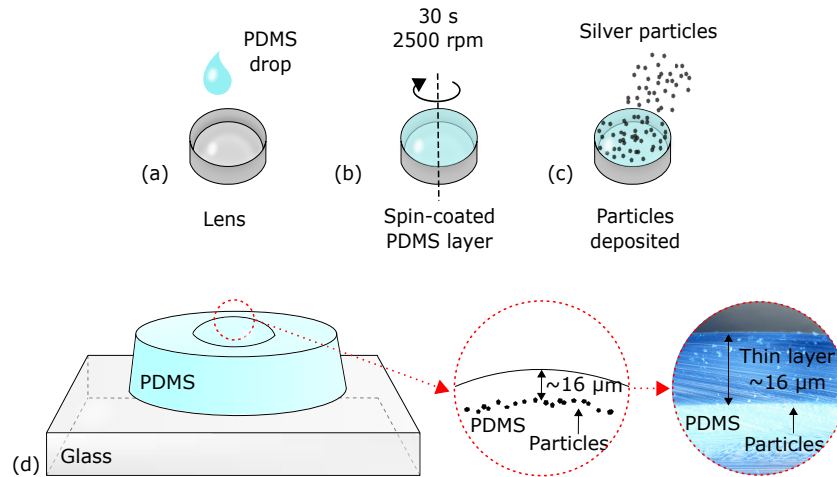 PDMS
drop
30 s
2500 rpm
Silver particles
(a)
(b)
(c)
Lens
Spin-coated
PDMS layer
Particles
deposited
PDMS
Glass
(d)
~16 μm
PDMS
Particles
Thin layer
~16 μm
PDMS
Particles